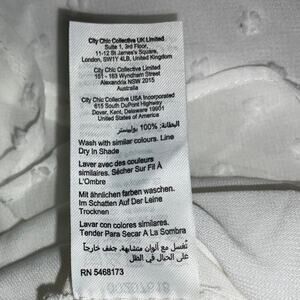 City Chic Collective UK Limited
Suite 1, 3rd Floor,
11-12 St James's Square,
London, SW1Y 4LB, United Kingdom
City Chic Collective Limited
151 - 163 Wyndham Street
Alexandria NSW 2015
Australia
City Chic Collective USA Incorporated
615 South DuPont Highway
Dover, Kent, Delaware 19901
United States of America
البطانة: 100% بوليستر
Wash with similar colours. Line
Dry In Shade
Laver avec des couleurs
similaires. Sécher Sur Fil À
L'Ombre
Mit ähnlichen farben waschen.
Im Schatten Auf Der Leine
Trocknen
Lavar con colores similares.
Tender Para Secar A La Sombra
تُغسل مع ألوان متشابهة. جفف خارجاً
على الحبال في الظل
RN 5468173